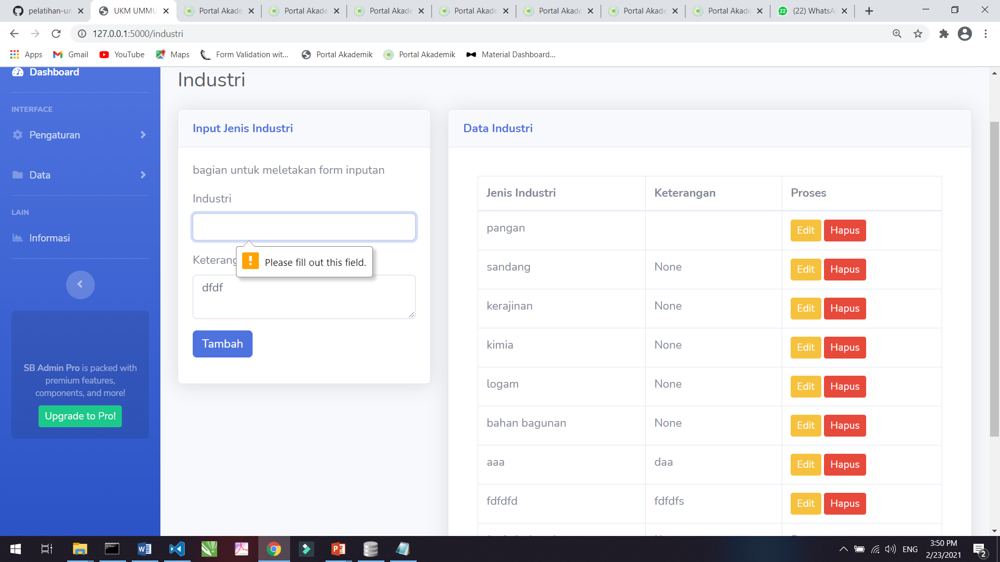 pelatihan-un
UKM UMMU
Portal Akade
Portal Akade
Portal Akade
Portal Akade
Portal Akade
Portal Akade
Portal Akade
22
(22) WhatsA
127.0.0.1:5000/industri
Apps
Gmail
YouTube
Maps
Form Validation wit...
Portal Akademik
Portal Akademik
Material Dashboard...
Dashboard
INTERFACE
Pengaturan
Data
LAIN
Informasi
SB Admin Pro is packed with
premium features,
components, and more!
Upgrade to Pro!
Industri
Input Jenis Industri
bagian untuk meletakan form inputan
Industri
Please fill out this field.
Keterang
dfdf
Tambah
Data Industri
Jenis Industri Keterangan Proses
pangan Edit Hapus
sandang None Edit Hapus
kerajinan None Edit Hapus
kimia None Edit Hapus
logam None Edit Hapus
bahan bagunan None Edit Hapus
aaa daa Edit Hapus
fdfdfd fdfdfs Edit Hapus
ENG
3:50 PM
2/23/2021
2